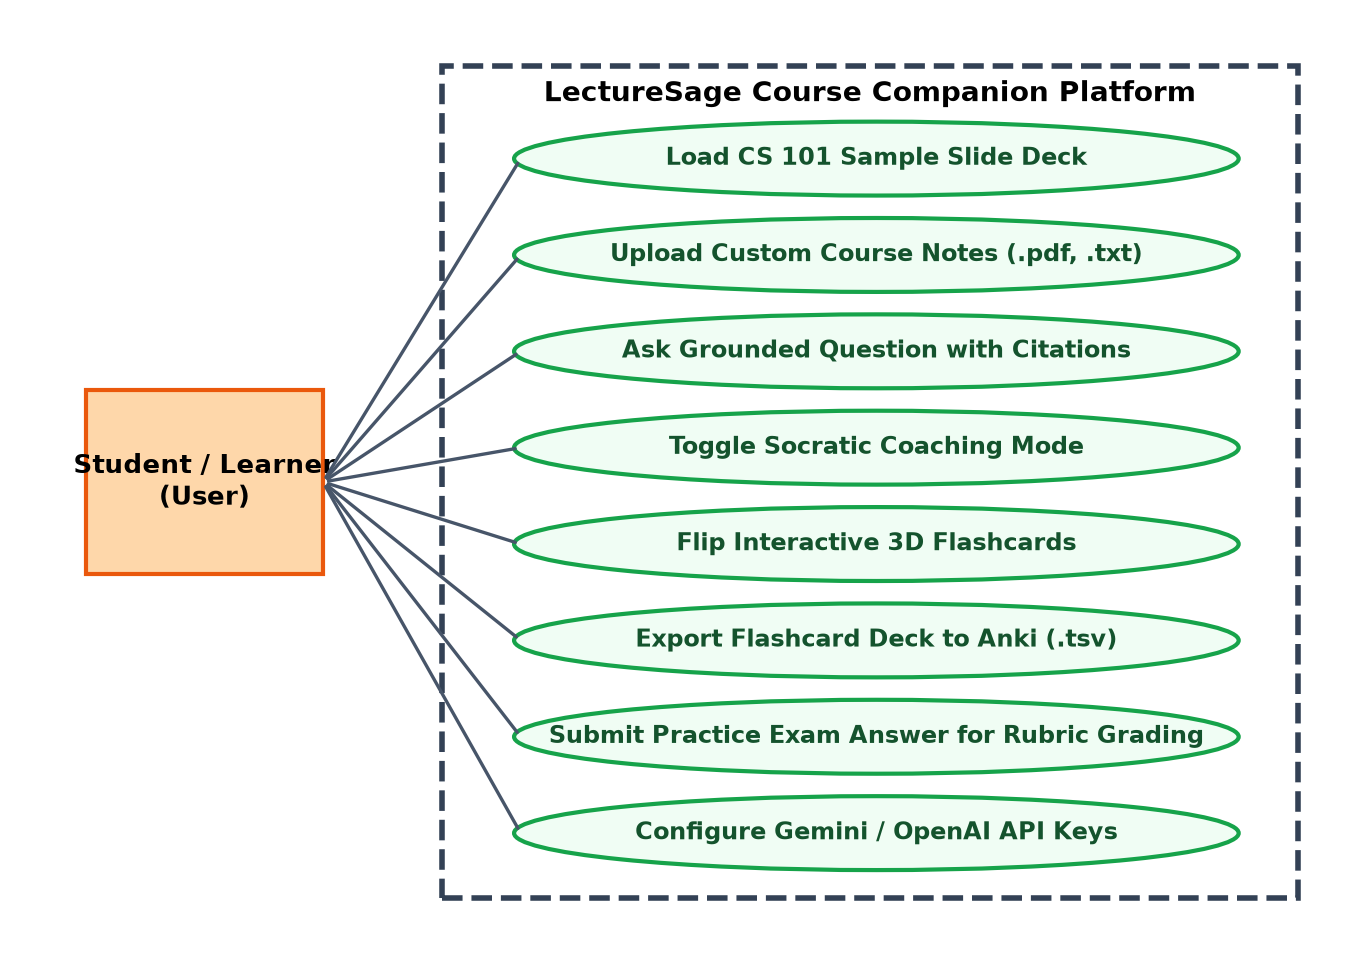 LectureSage Course Companion Platform
Load CS 101 Sample Slide Deck
Upload Custom Course Notes (.pdf, .txt)
Ask Grounded Question with Citations
Student / Learner
(User)
Toggle Socratic Coaching Mode
Flip Interactive 3D Flashcards
Export Flashcard Deck to Anki (.tsv)
Submit Practice Exam Answer for Rubric Grading
Configure Gemini / OpenAI API Keys